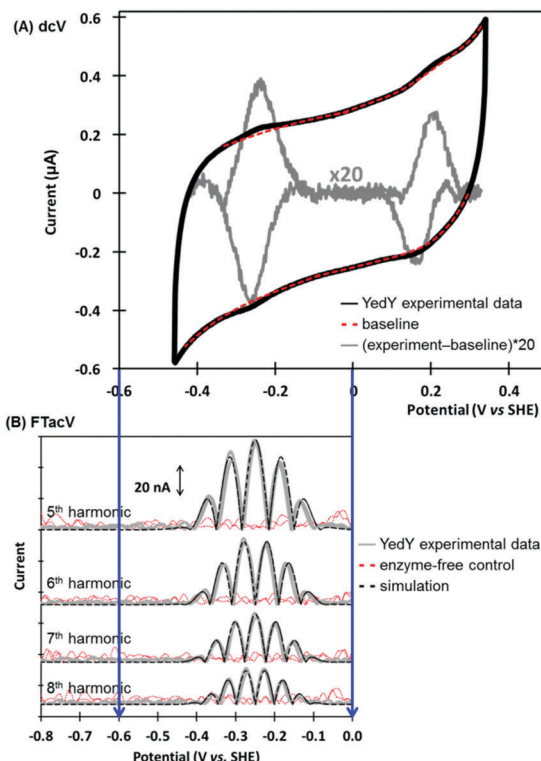 (A) dcV
0.6
0.4
0.2
0
-0.2
-0.4
-0.6
Current (µA)
x20
YedY experimental data
baseline
(experiment–baseline)*20
-0.6 -0.4 -0.2 0 0.2 0.4
Potential (V vs SHE)
(B) FTacV
20 nA
5th harmonic
6th harmonic
7th harmonic
8th harmonic
Current
YedY experimental data
enzyme-free control
simulation
-0.8 -0.7 -0.6 -0.5 -0.4 -0.3 -0.2 -0.1 0.0
Potential (V vs. SHE)